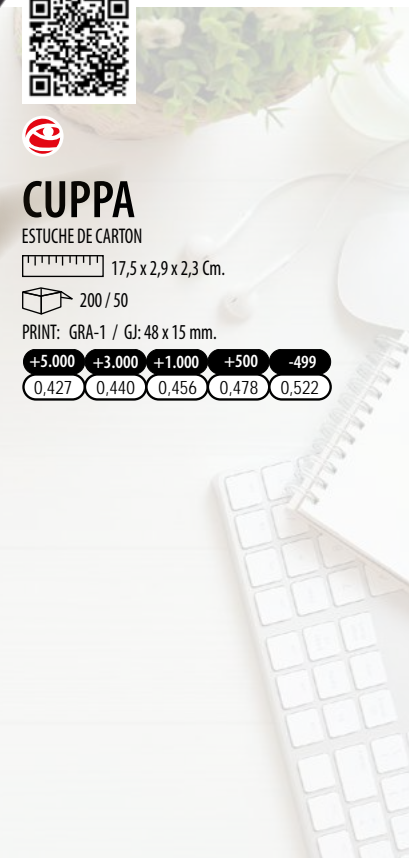 CUPPA
ESTUCHE DE CARTON
17,5 x 2,9 x 2,3 Cm.
200 / 50
PRINT: GRA-1 / GJ: 48 x 15 mm.
+5.000 +3.000 +1.000 +500 -499
0,427 0,440 0,456 0,478 0,522